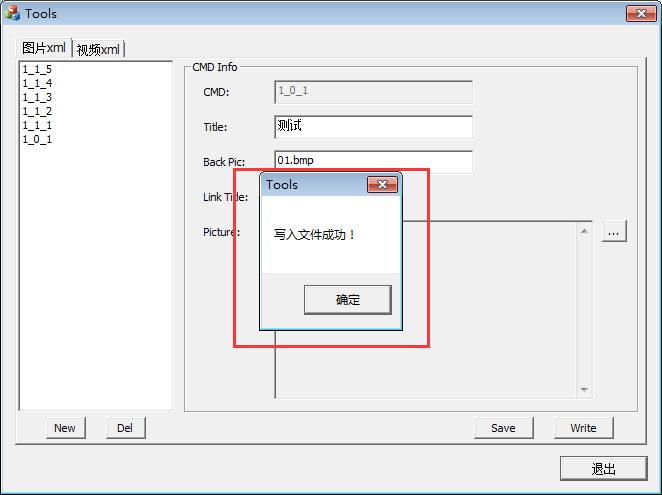 Tools
图片xml 视频xml
1_1_5
1_1_4
1_1_3
1_1_2
1_1_1
1_0_1
CMD Info
CMD: 1_0_1
Title: 测试
Back Pic: 01.bmp
Link Title:
Picture: ...
Tools
写入文件成功！
确定
New Del Save Write
退出